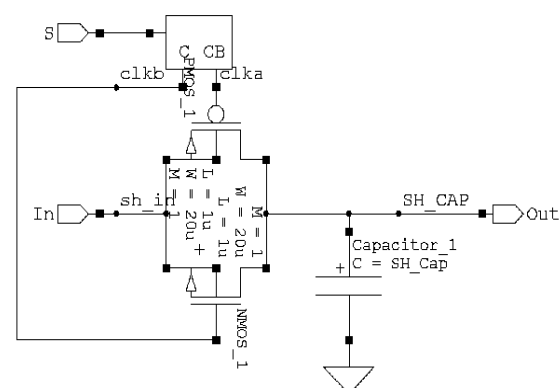 S
C CB
clkb
clka
PMOS_1
In
sh_in
M = 1
W = 20u
L = 1u
L = 1u
W = 20u
M = 1
SH_CAP
Out
Capacitor_1
C = SH_Cap
+
+
NMOS_1